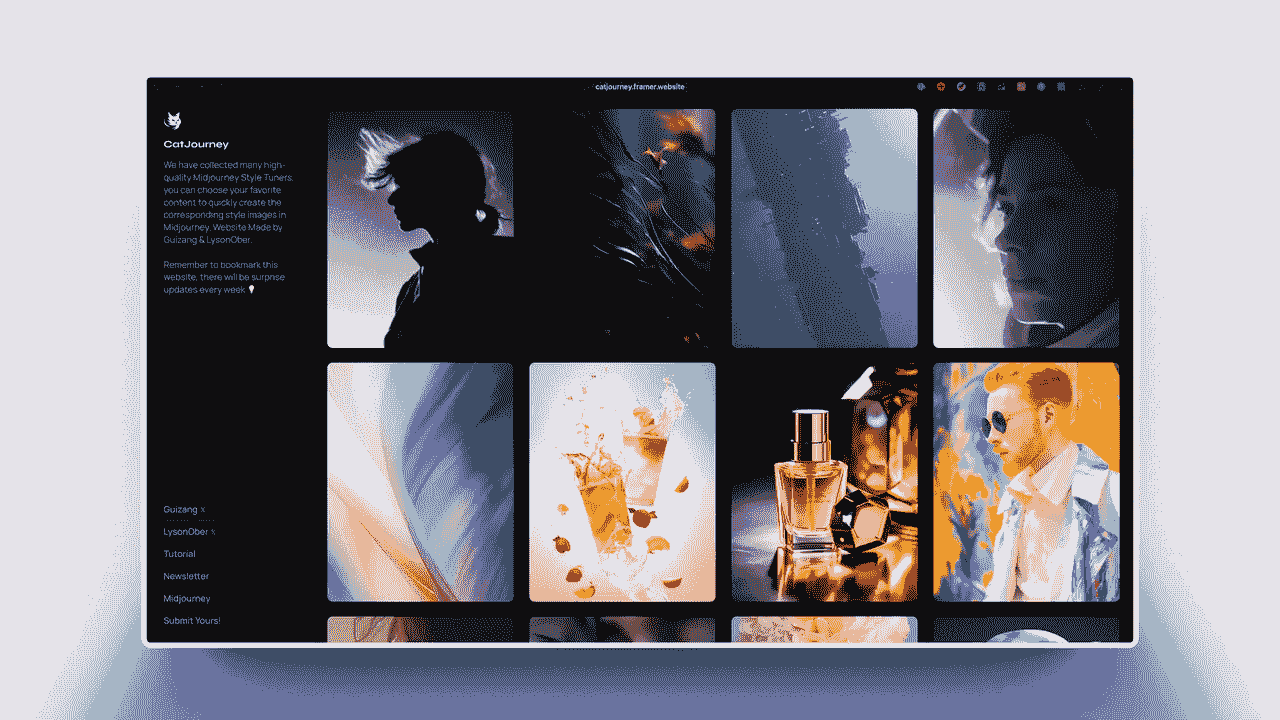 catjourney.framer.website
CatJourney
We have collected many high-
quality Midjourney Style Tuners,
you can choose your favorite
content to quickly create the
corresponding style images in
Midjourney. Website Made by
Guizang & LysonOber.
Remember to bookmark this
website, there will be surprise
updates every week
Guizang
LysonOber
Tutorial
Newsletter
Midjourney
Submit Yours!